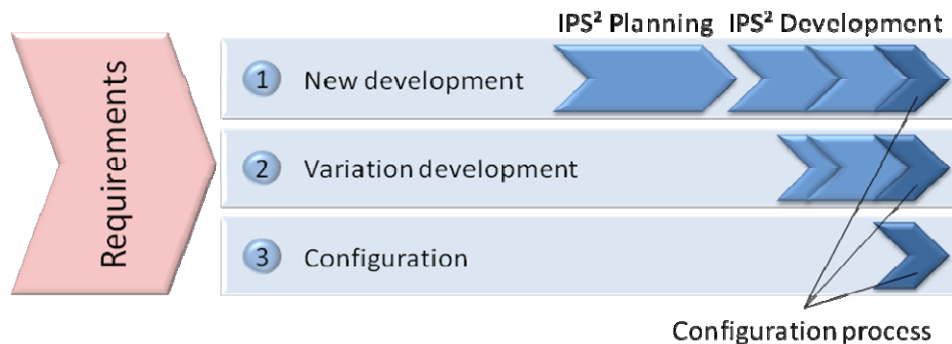 IPS² Planning IPS² Development
Requirements
1 New development
2 Variation development
3 Configuration
Configuration process